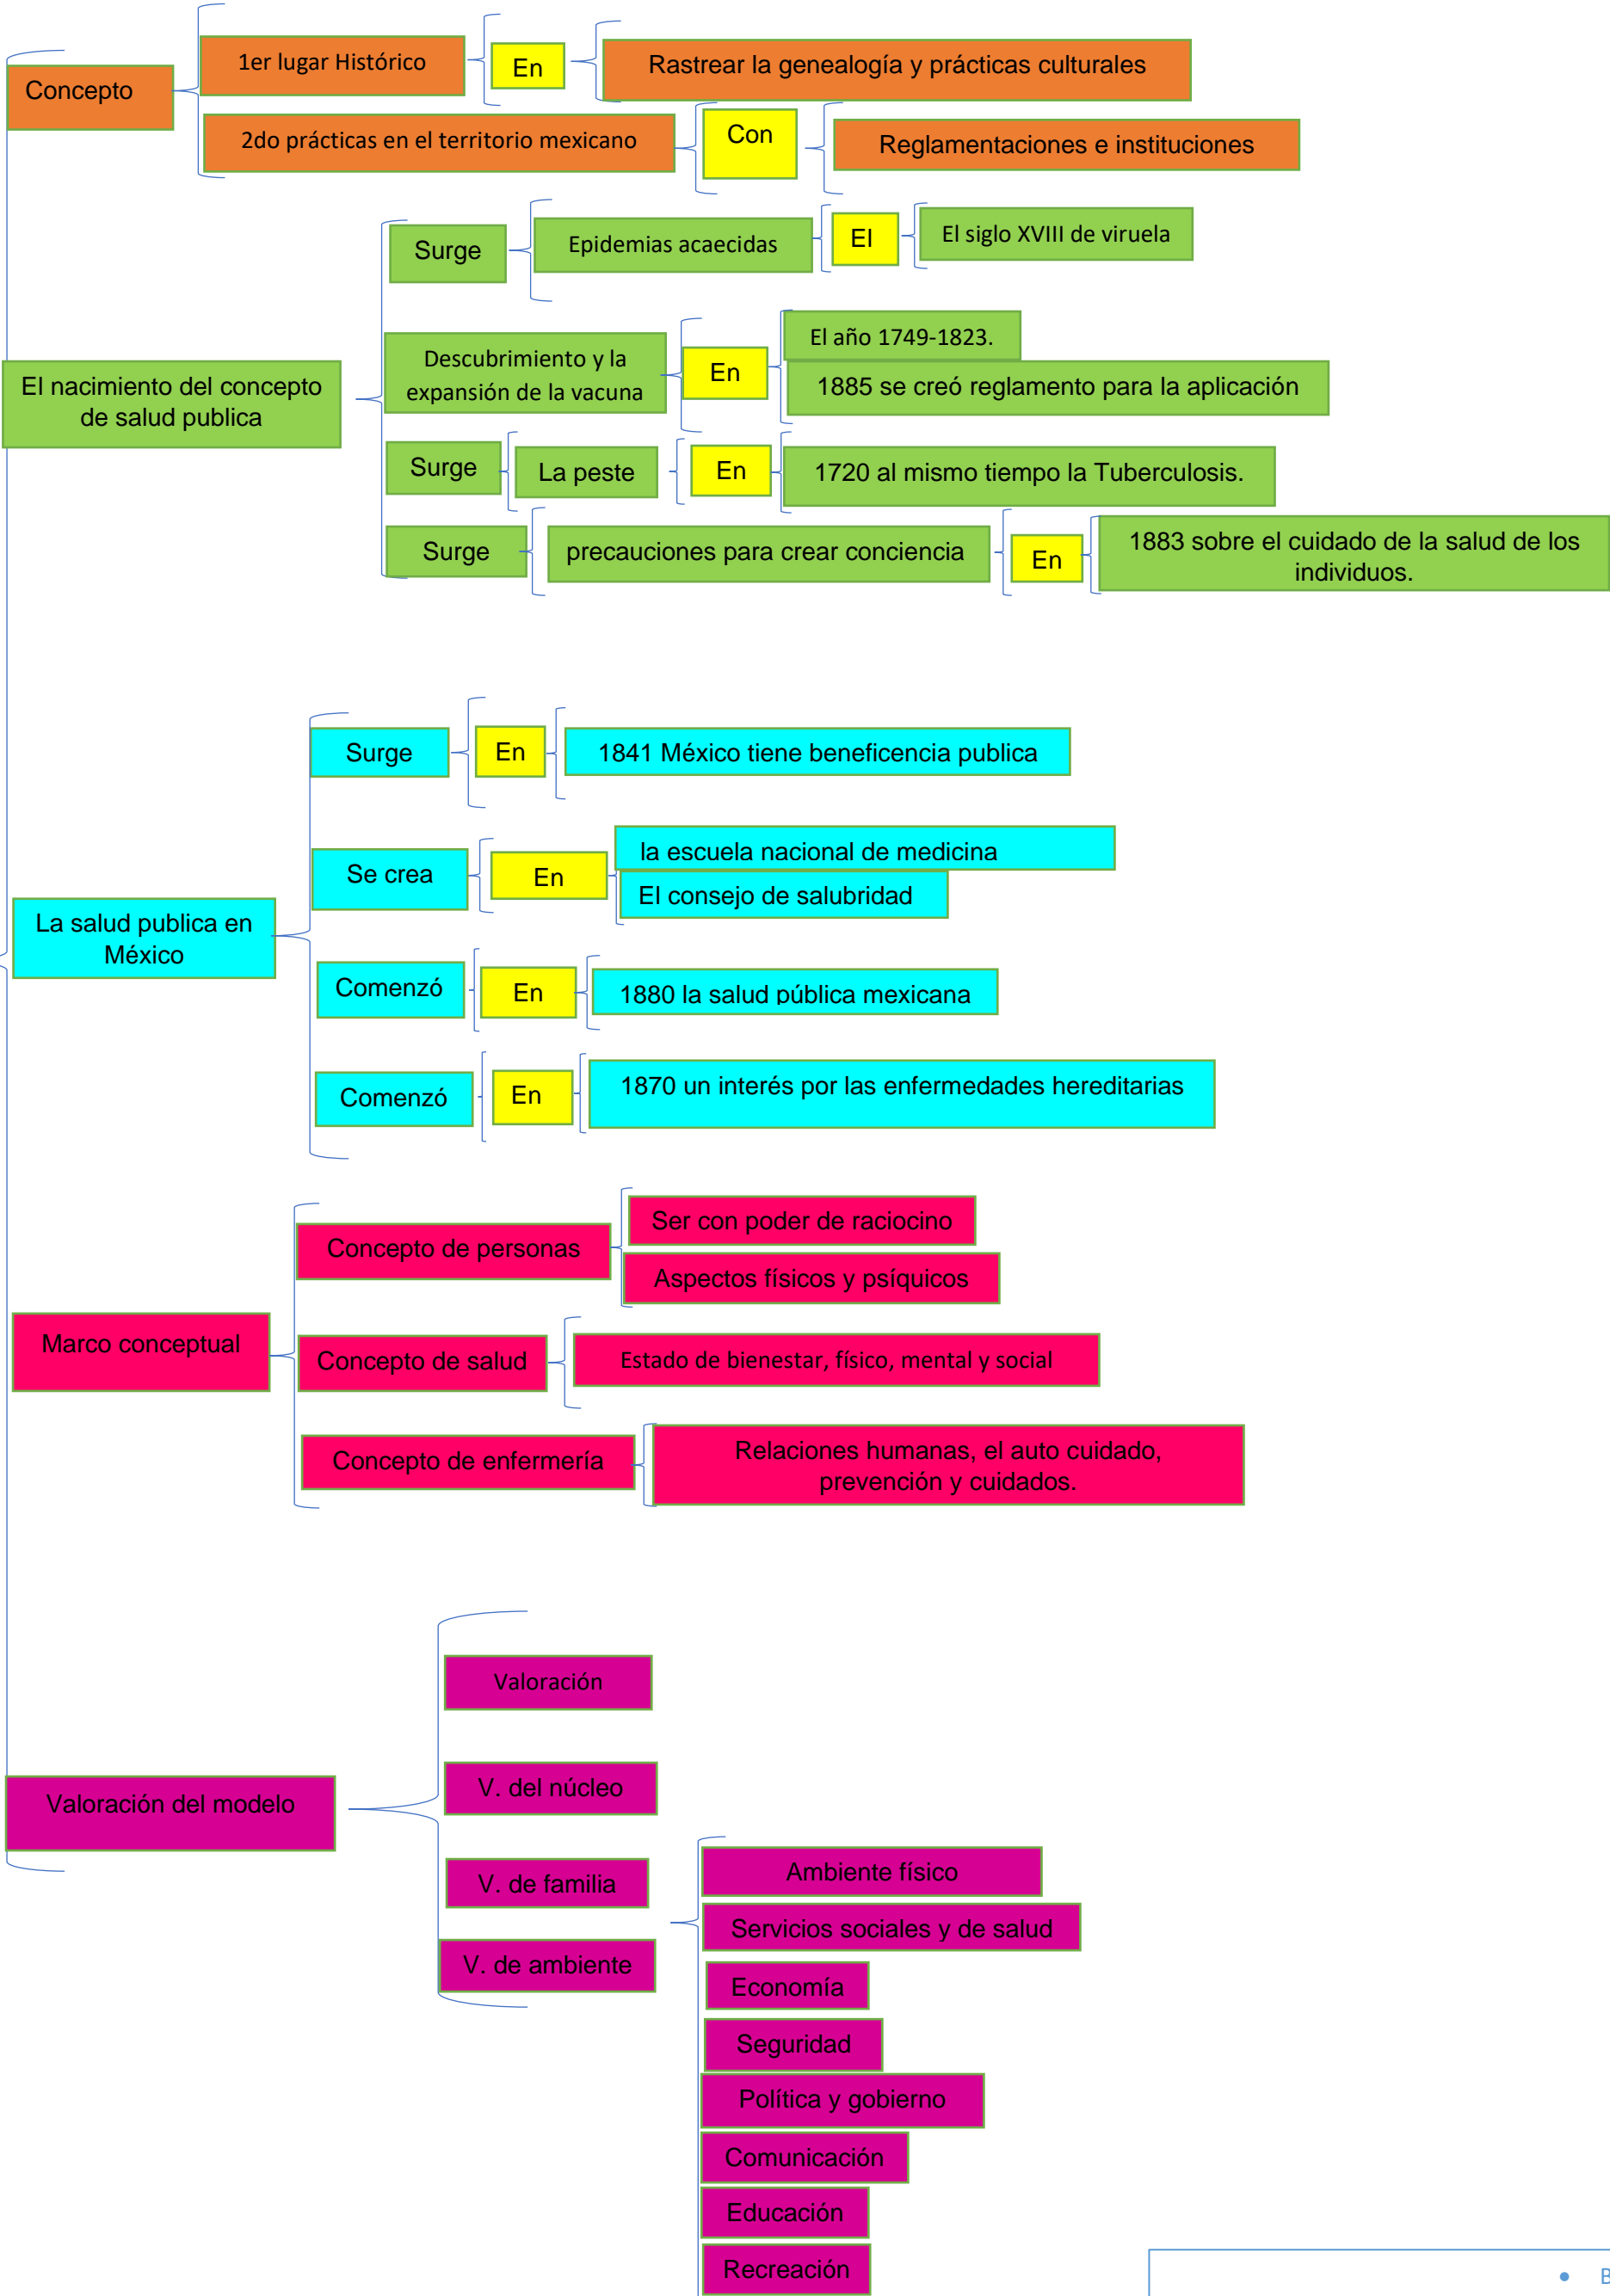 Concepto
1er lugar Histórico
En
Rastrear la genealogía y prácticas culturales
2do prácticas en el territorio mexicano
Con
Reglamentaciones e instituciones
El nacimiento del concepto
de salud publica
Surge
Epidemias acaecidas
El
El siglo XVIII de viruela
Descubrimiento y la
expansión de la vacuna
En
El año 1749-1823.
1885 se creó reglamento para la aplicación
Surge
La peste
En
1720 al mismo tiempo la Tuberculosis.
Surge
precauciones para crear conciencia
En
1883 sobre el cuidado de la salud de los
individuos.
La salud publica en
México
Surge
En
1841 México tiene beneficencia publica
Se crea
En
la escuela nacional de medicina
El consejo de salubridad
Comenzó
En
1880 la salud pública mexicana
Comenzó
En
1870 un interés por las enfermedades hereditarias
Marco conceptual
Concepto de personas
Ser con poder de raciocino
Aspectos físicos y psíquicos
Concepto de salud
Estado de bienestar, físico, mental y social
Concepto de enfermería
Relaciones humanas, el auto cuidado,
prevención y cuidados.
Valoración del modelo
Valoración
V. del núcleo
V. de familia
V. de ambiente
Ambiente físico
Servicios sociales y de salud
Economía
Seguridad
Política y gobierno
Comunicación
Educación
Recreación